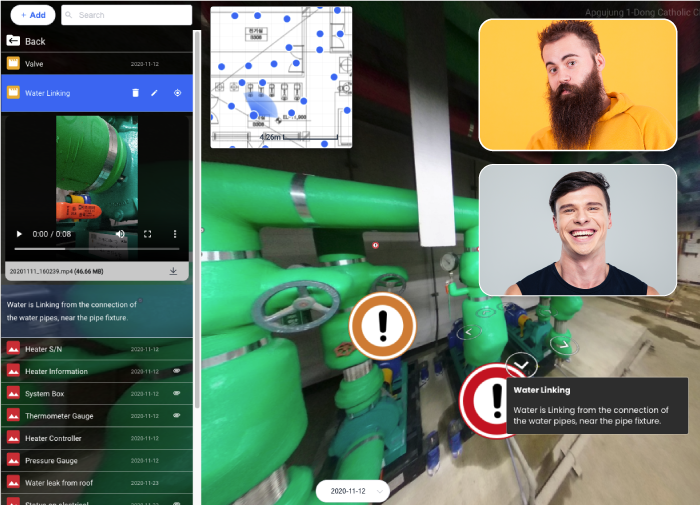 + Add
Search
Back
Valve 2020-11-12
Water Linking
0:00 / 0:08
20201111_160239.mp4 (46.66 MB)
Water is Linking from the connection of
the water pipes, near the pipe fixture.
Heater S/N 2020-11-12
Heater Information 2020-11-12
System Box 2020-11-12
Thermometer Gauge 2020-11-12
Heater Controller 2020-11-12
Pressure Gauge 2020-11-12
Water leak from roof 2020-11-23
전기실
4.26m
Apgujung 1-Dong Catholic C
Water Linking
Water is Linking from the connection of
the water pipes, near the pipe fixture.
2020-11-12